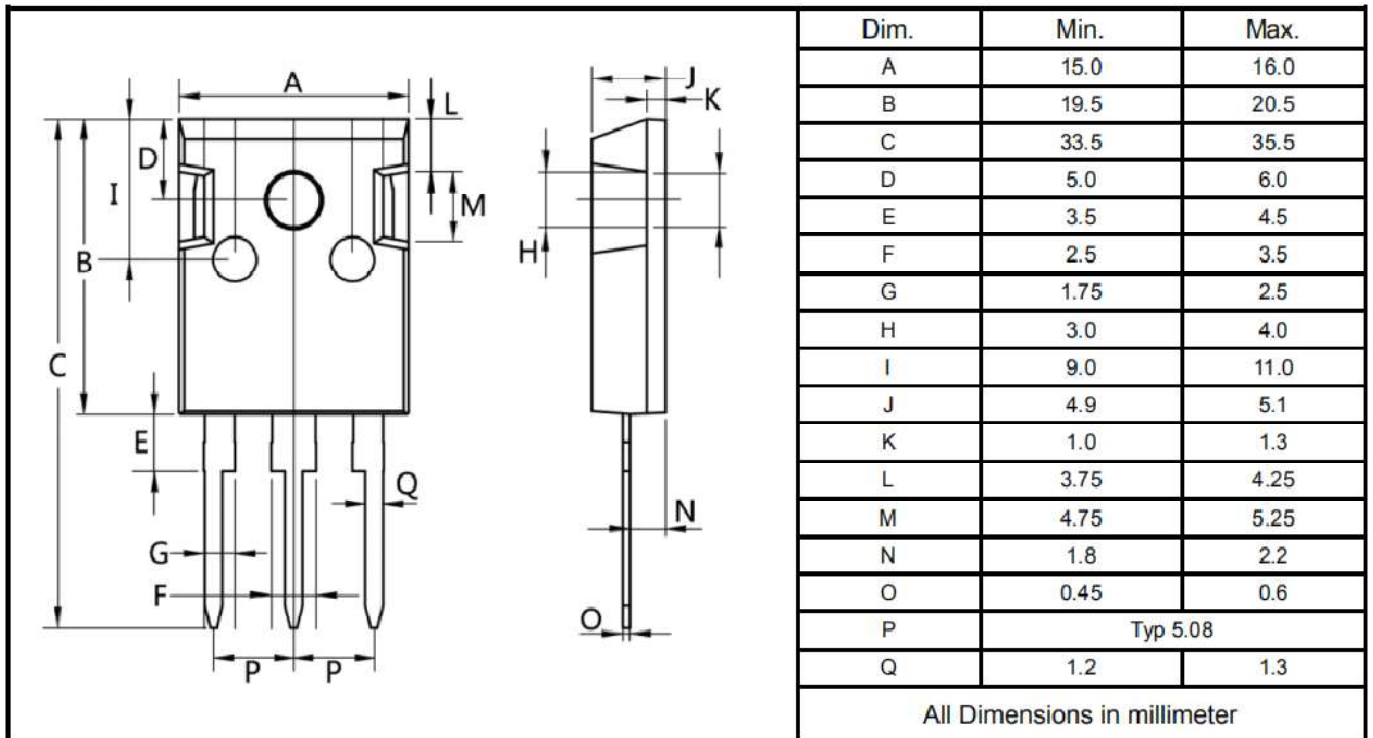 A
L
D
I
M
B
C
E
Q
G
F
P P
J
K
H
N
O
Dim. Min. Max.
A 15.0 16.0
B 19.5 20.5
C 33.5 35.5
D 5.0 6.0
E 3.5 4.5
F 2.5 3.5
G 1.75 2.5
H 3.0 4.0
I 9.0 11.0
J 4.9 5.1
K 1.0 1.3
L 3.75 4.25
M 4.75 5.25
N 1.8 2.2
O 0.45 0.6
P Typ 5.08
Q 1.2 1.3
All Dimensions in millimeter